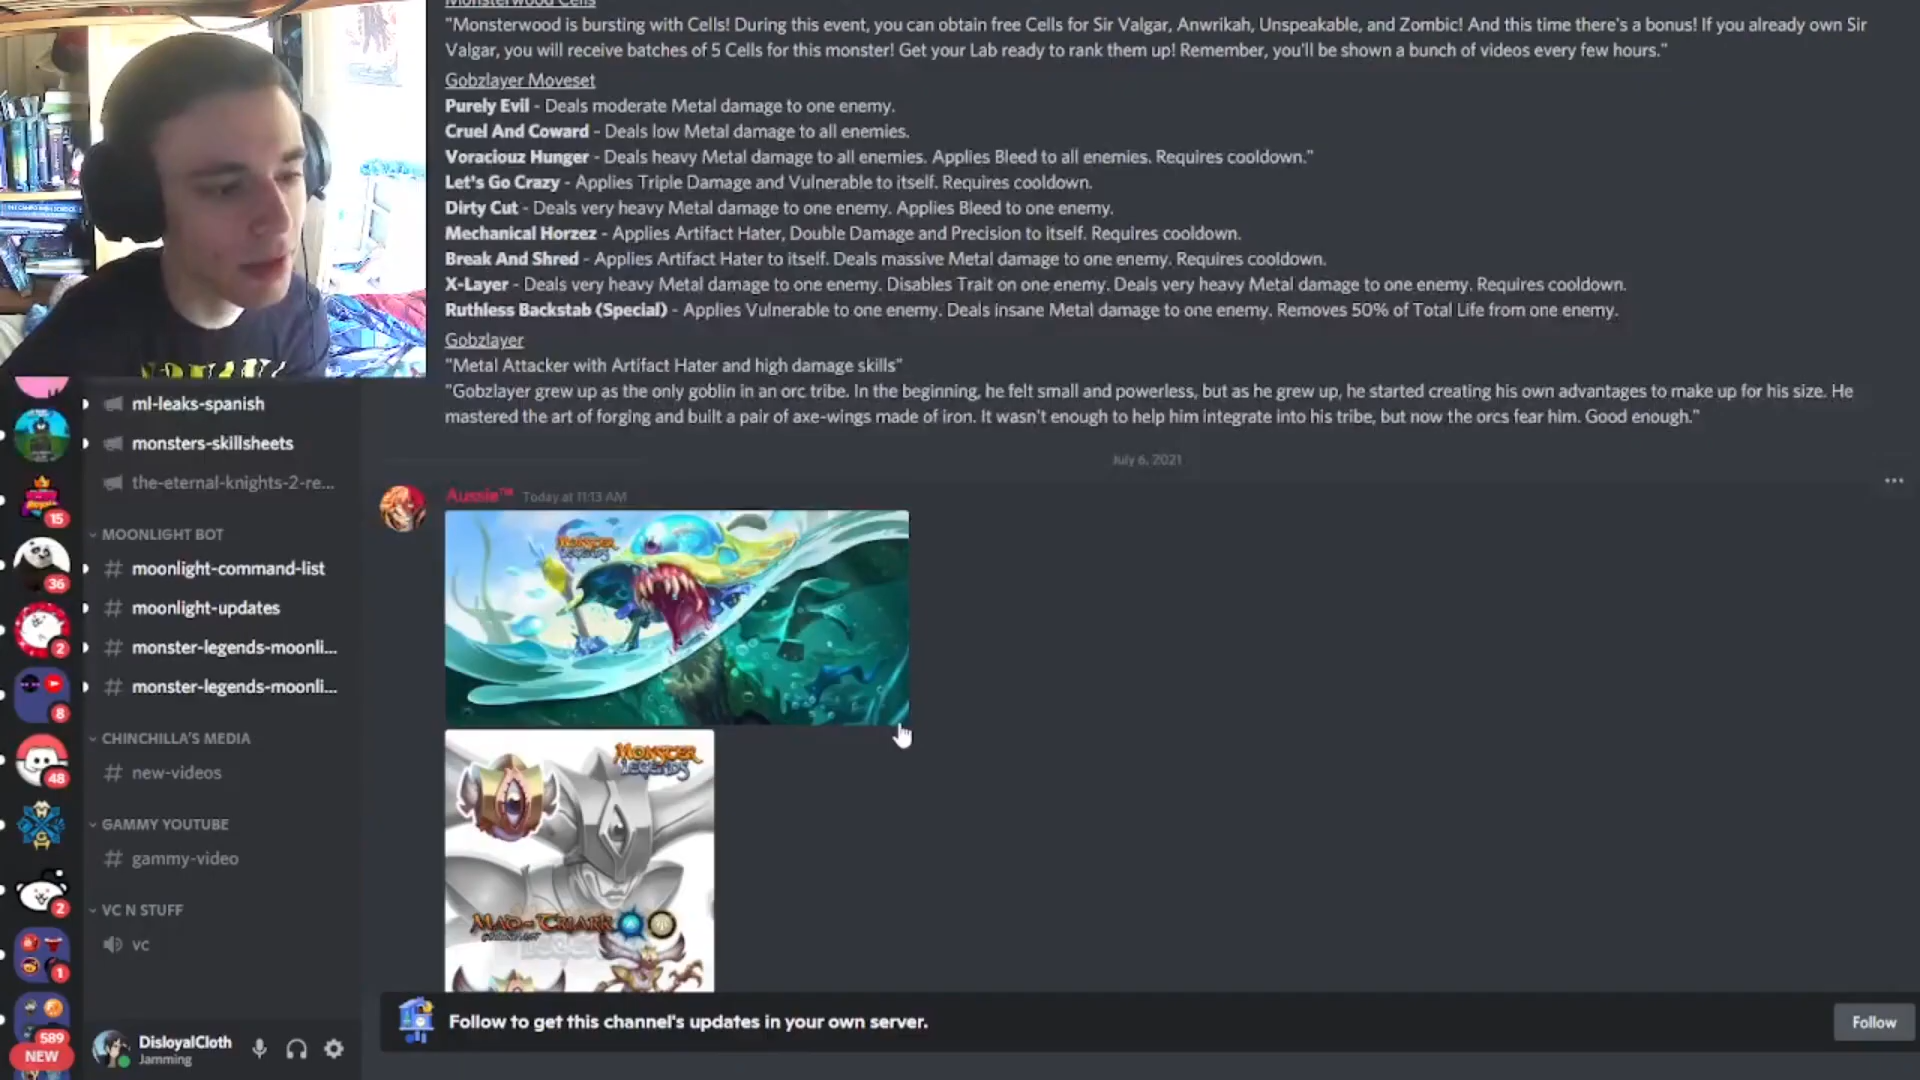 Monsterwood Cells
"Monsterwood is bursting with Cells! During this event, you can obtain free Cells for Sir Valgar, Anwrikah, Unspeakable, and Zombic! And this time there's a bonus! If you already own Sir
Valgar, you will receive batches of 5 Cells for this monster! Get your Lab ready to rank them up! Remember, you'll be shown a bunch of videos every few hours."
Gobzlayer Moveset
Purely Evil - Deals moderate Metal damage to one enemy.
Cruel And Coward - Deals low Metal damage to all enemies.
Voraciouz Hunger - Deals heavy Metal damage to all enemies. Applies Bleed to all enemies. Requires cooldown."
Let's Go Crazy - Applies Triple Damage and Vulnerable to itself. Requires cooldown.
Dirty Cut - Deals very heavy Metal damage to one enemy. Applies Bleed to one enemy.
Mechanical Horzez - Applies Artifact Hater, Double Damage and Precision to itself. Requires cooldown.
Break And Shred - Applies Artifact Hater to itself. Deals massive Metal damage to one enemy. Requires cooldown.
X-Layer - Deals very heavy Metal damage to one enemy. Disables Trait on one enemy. Deals very heavy Metal damage to one enemy. Requires cooldown.
Ruthless Backstab (Special) - Applies Vulnerable to one enemy. Deals insane Metal damage to one enemy. Removes 50% of Total Life from one enemy.
Gobzlayer
"Metal Attacker with Artifact Hater and high damage skills"
"Gobzlayer grew up as the only goblin in an orc tribe. In the beginning, he felt small and powerless, but as he grew up, he started creating his own advantages to make up for his size. He
mastered the art of forging and built a pair of axe-wings made of iron. It wasn't enough to help him integrate into his tribe, but now the orcs fear him. Good enough."
July 6, 2021
Aussie™ Today at 11:13 AM
MONSTER
LEGENDS
MONSTER
LEGENDS
Follow to get this channel's updates in your own server.
Follow
ml-leaks-spanish
monsters-skillsheets
the-eternal-knights-2-re...
MOONLIGHT BOT
moonlight-command-list
moonlight-updates
monster-legends-moonli...
monster-legends-moonli...
CHINCHILLA'S MEDIA
new-videos
GAMMY YOUTUBE
gammy-video
VC N STUFF
vc
DisloyalCloth
Jamming
15
36
2
8
48
2
1
589
NEW